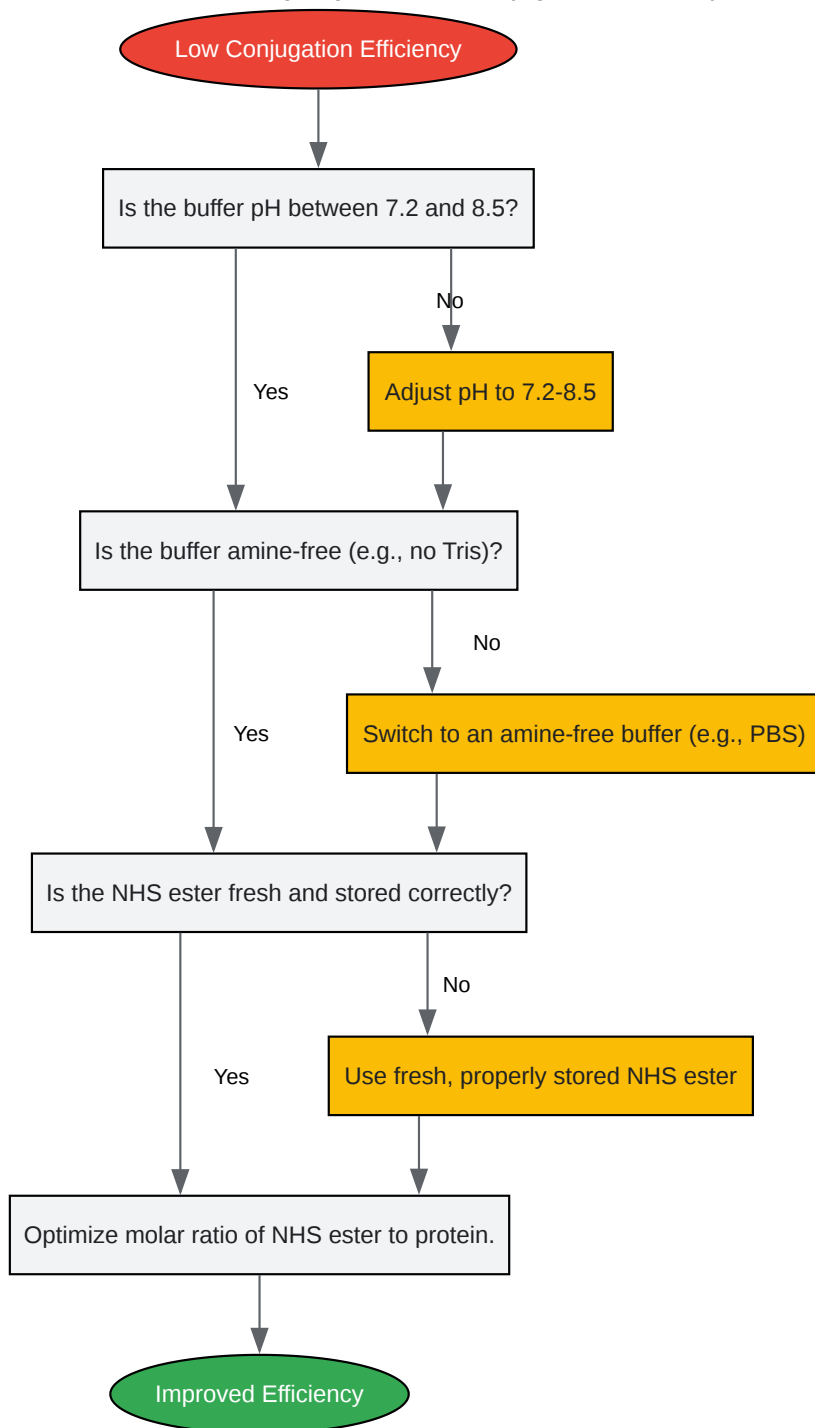 Low Conjugation Efficiency
Is the buffer pH between 7.2 and 8.5?
No
Yes
Adjust pH to 7.2-8.5
Is the buffer amine-free (e.g., no Tris)?
No
Yes
Switch to an amine-free buffer (e.g., PBS)
Is the NHS ester fresh and stored correctly?
No
Yes
Use fresh, properly stored NHS ester
Optimize molar ratio of NHS ester to protein.
Improved Efficiency